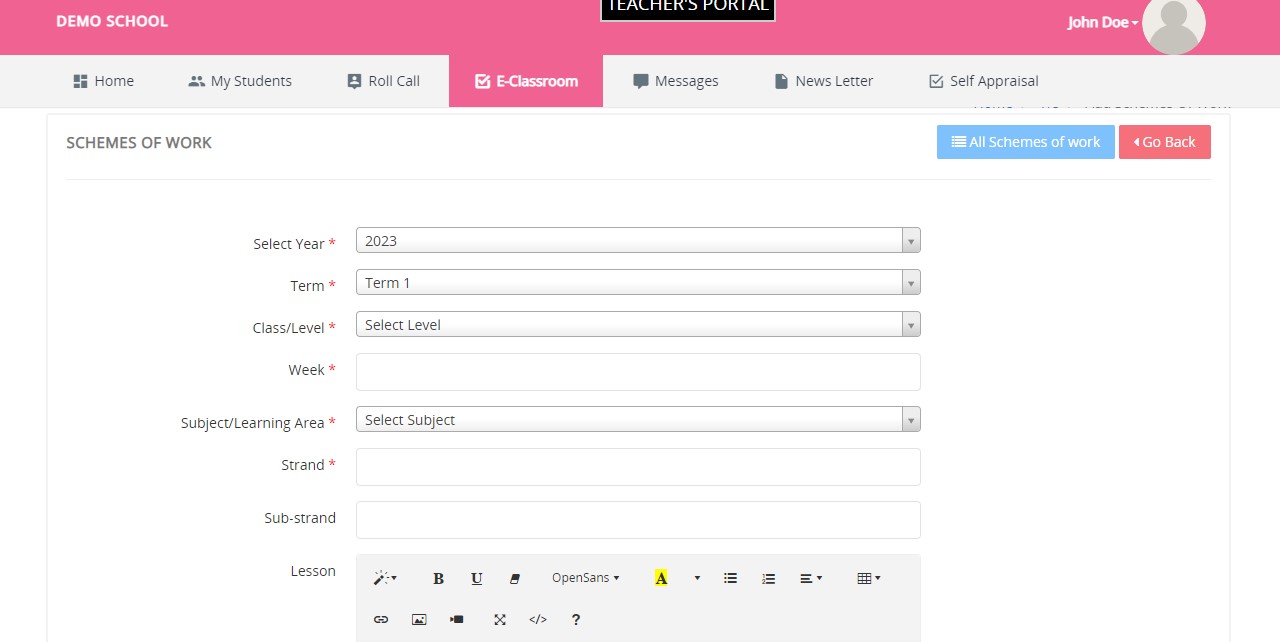 TEACHER'S PORTAL
DEMO SCHOOL
John Doe
Home My Students Roll Call E-Classroom Messages News Letter Self Appraisal
SCHEMES OF WORK
All Schemes of work Go Back
Select Year * 2023
Term * Term 1
Class/Level * Select Level
Week *
Subject/Learning Area * Select Subject
Strand *
Sub-strand
Lesson
B U OpenSans A
</> ?